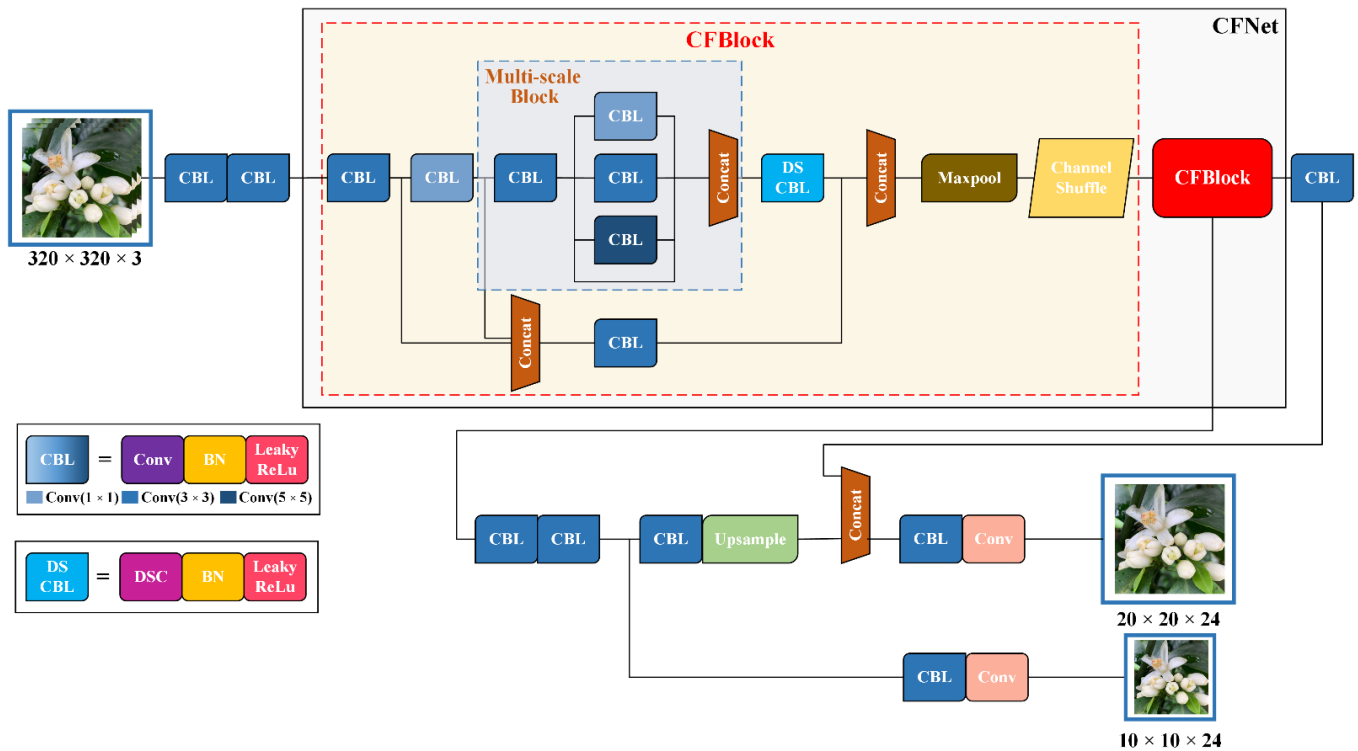 CFNet
CFBlock
Multi-scale
Block
CBL
CBL
CBL
CBL
CBL
CBL
CBL
CBL
Concat
DS
CBL
Concat
Maxpool
Channel
Shuffle
CFBlock
CBL
320 × 320 × 3
Concat
CBL
CBL
=
Conv
BN
Leaky
ReLu
Conv(1 × 1)
Conv(3 × 3)
Conv(5 × 5)
DS
CBL
=
DSC
BN
Leaky
ReLu
CBL
CBL
CBL
Upsample
Concat
CBL
Conv
20 × 20 × 24
CBL
Conv
10 × 10 × 24